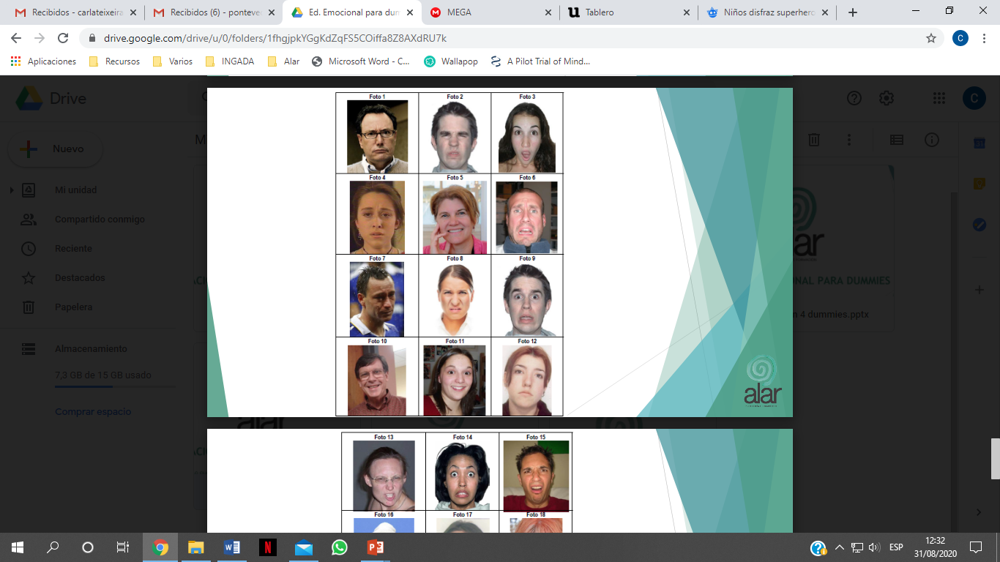 Recibidos - carlateixeira
Recibidos (6) - ponteve
Ed. Emocional para dum
MEGA
Tablero
Niños disfraz superhero
drive.google.com/drive/u/0/folders/1fhgjpkYGgKdZqFS5COiffa8Z8AXdRU7k
C
Aplicaciones
Recursos
Varios
INGADA
Alar
Microsoft Word - C...
Wallapop
A Pilot Trial of Mind...
Drive
C
Nuevo
Mi unidad
Compartido conmigo
Reciente
Destacados
Papelera
Almacenamiento
7,3 GB de 15 GB usado
Comprar espacio
Foto 1 Foto 2 Foto 3
Foto 4 Foto 5 Foto 6
Foto 7 Foto 8 Foto 9
Foto 10 Foto 11 Foto 12
alar
ONAL PARA DUMMIES
n 4 dummies.pptx
Foto 13 Foto 14 Foto 15
Foto 16 Foto 17 Foto 18
ESP
12:32
31/08/2020